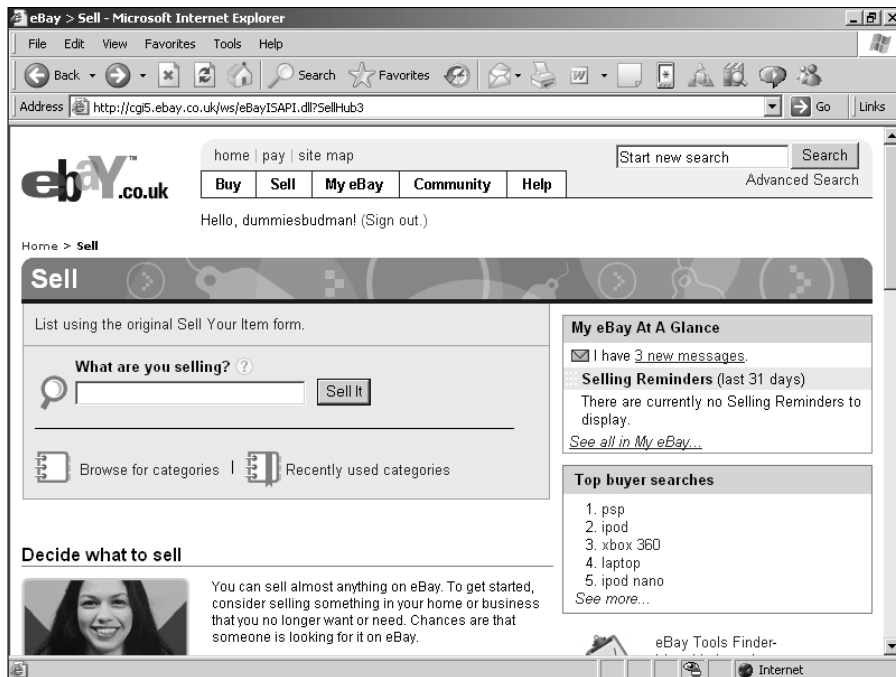 eBay > Sell - Microsoft Internet Explorer
File Edit View Favorites Tools Help
Back Search Favorites
Address http://cgi5.ebay.co.uk/ws/eBayISAPI.dll?SellHub3 Go Links
home | pay | site map
Start new search Search
Advanced Search
ebay™.co.uk
Buy Sell My eBay Community Help
Hello, dummiesbudman! (Sign out.)
Home > Sell
Sell
List using the original Sell Your Item form.
What are you selling? ?
Sell It
Browse for categories | Recently used categories
My eBay At A Glance
I have 3 new messages.
Selling Reminders (last 31 days)
There are currently no Selling Reminders to
display.
See all in My eBay...
Top buyer searches
1. psp
2. ipod
3. xbox 360
4. laptop
5. ipod nano
See more...
Decide what to sell
You can sell almost anything on eBay. To get started,
consider selling something in your home or business
that you no longer want or need. Chances are that
someone is looking for it on eBay.
eBay Tools Finder-
Internet